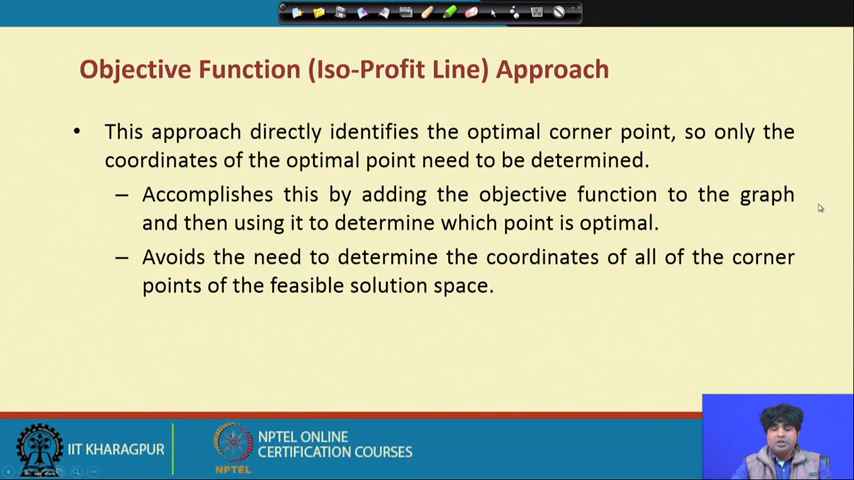 Objective Function (Iso-Profit Line) Approach
• This approach directly identifies the optimal corner point, so only the
coordinates of the optimal point need to be determined.
– Accomplishes this by adding the objective function to the graph
and then using it to determine which point is optimal.
– Avoids the need to determine the coordinates of all of the corner
points of the feasible solution space.
IIT KHARAGPUR
NPTEL
NPTEL ONLINE
CERTIFICATION COURSES